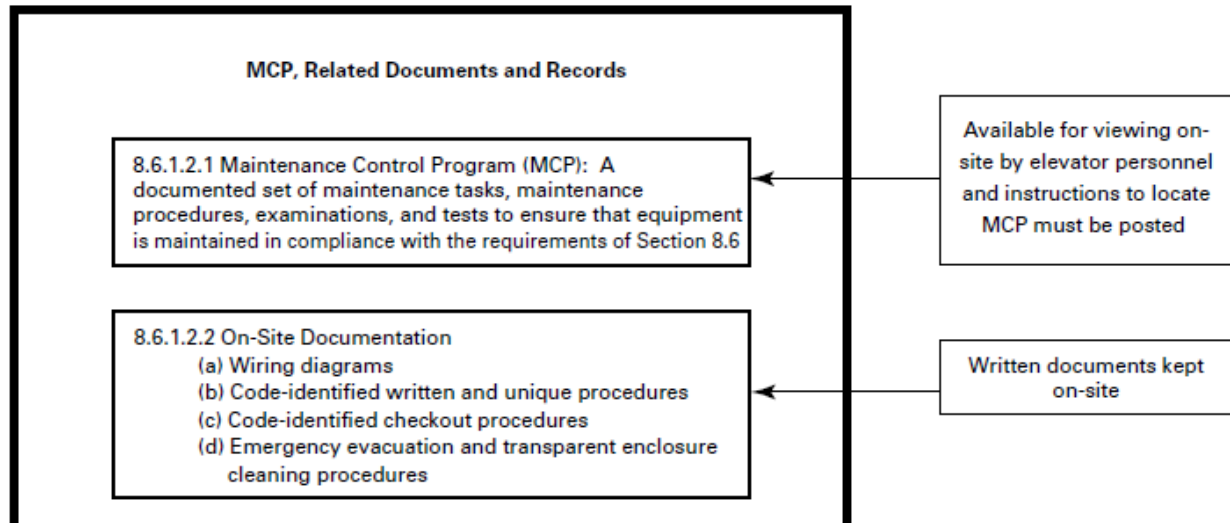 MCP, Related Documents and Records
8.6.1.2.1 Maintenance Control Program (MCP): A
documented set of maintenance tasks, maintenance
procedures, examinations, and tests to ensure that equipment
is maintained in compliance with the requirements of Section 8.6
Available for viewing on-
site by elevator personnel
and instructions to locate
MCP must be posted
8.6.1.2.2 On-Site Documentation
(a) Wiring diagrams
(b) Code-identified written and unique procedures
(c) Code-identified checkout procedures
(d) Emergency evacuation and transparent enclosure
cleaning procedures
Written documents kept
on-site